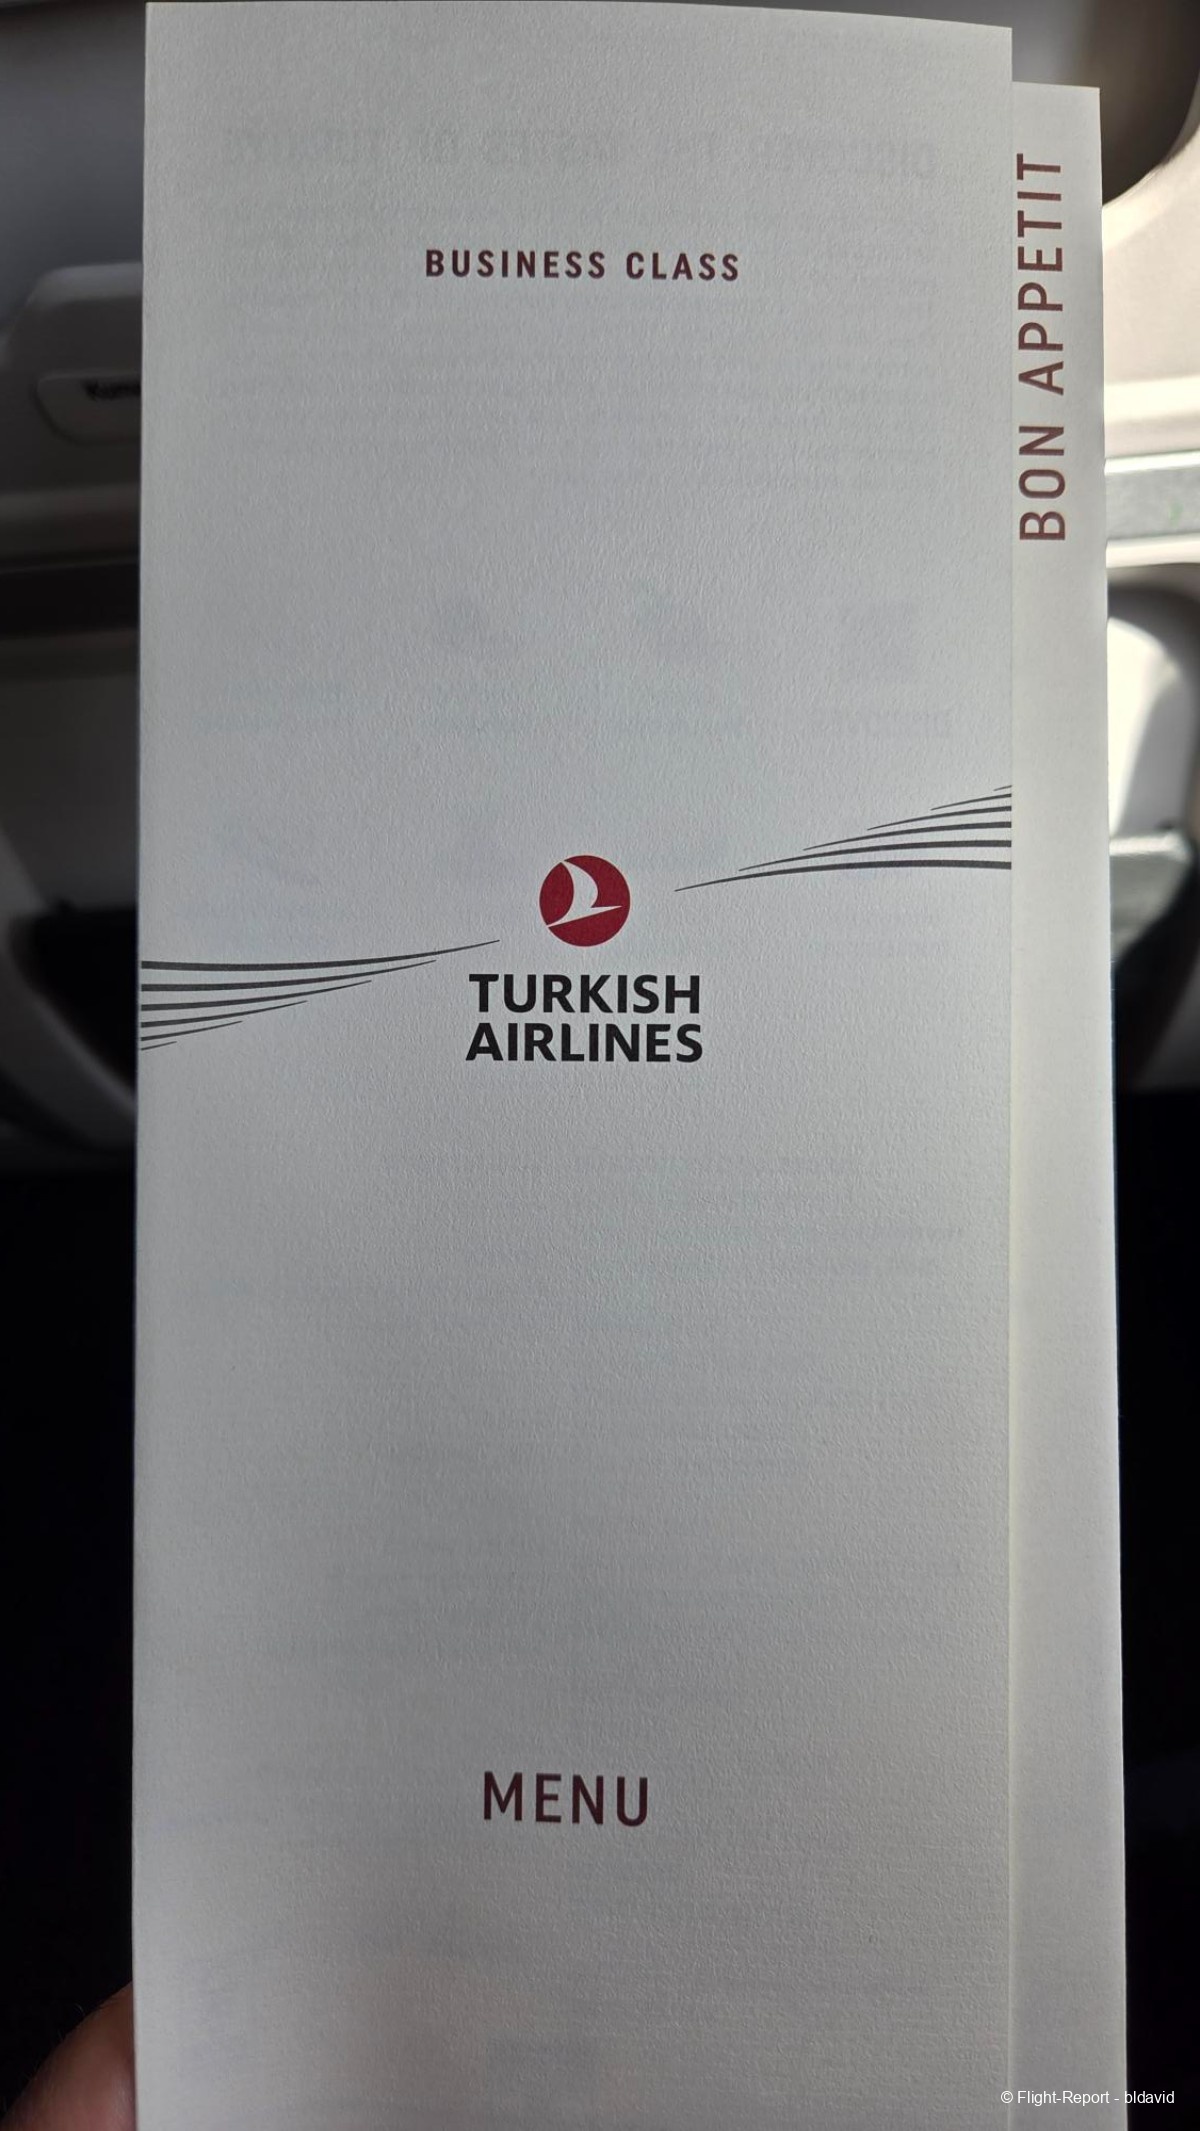 BUSINESS CLASS
BON APPETIT
TURKISH
AIRLINES
MENU
© Flight-Report - bldavid